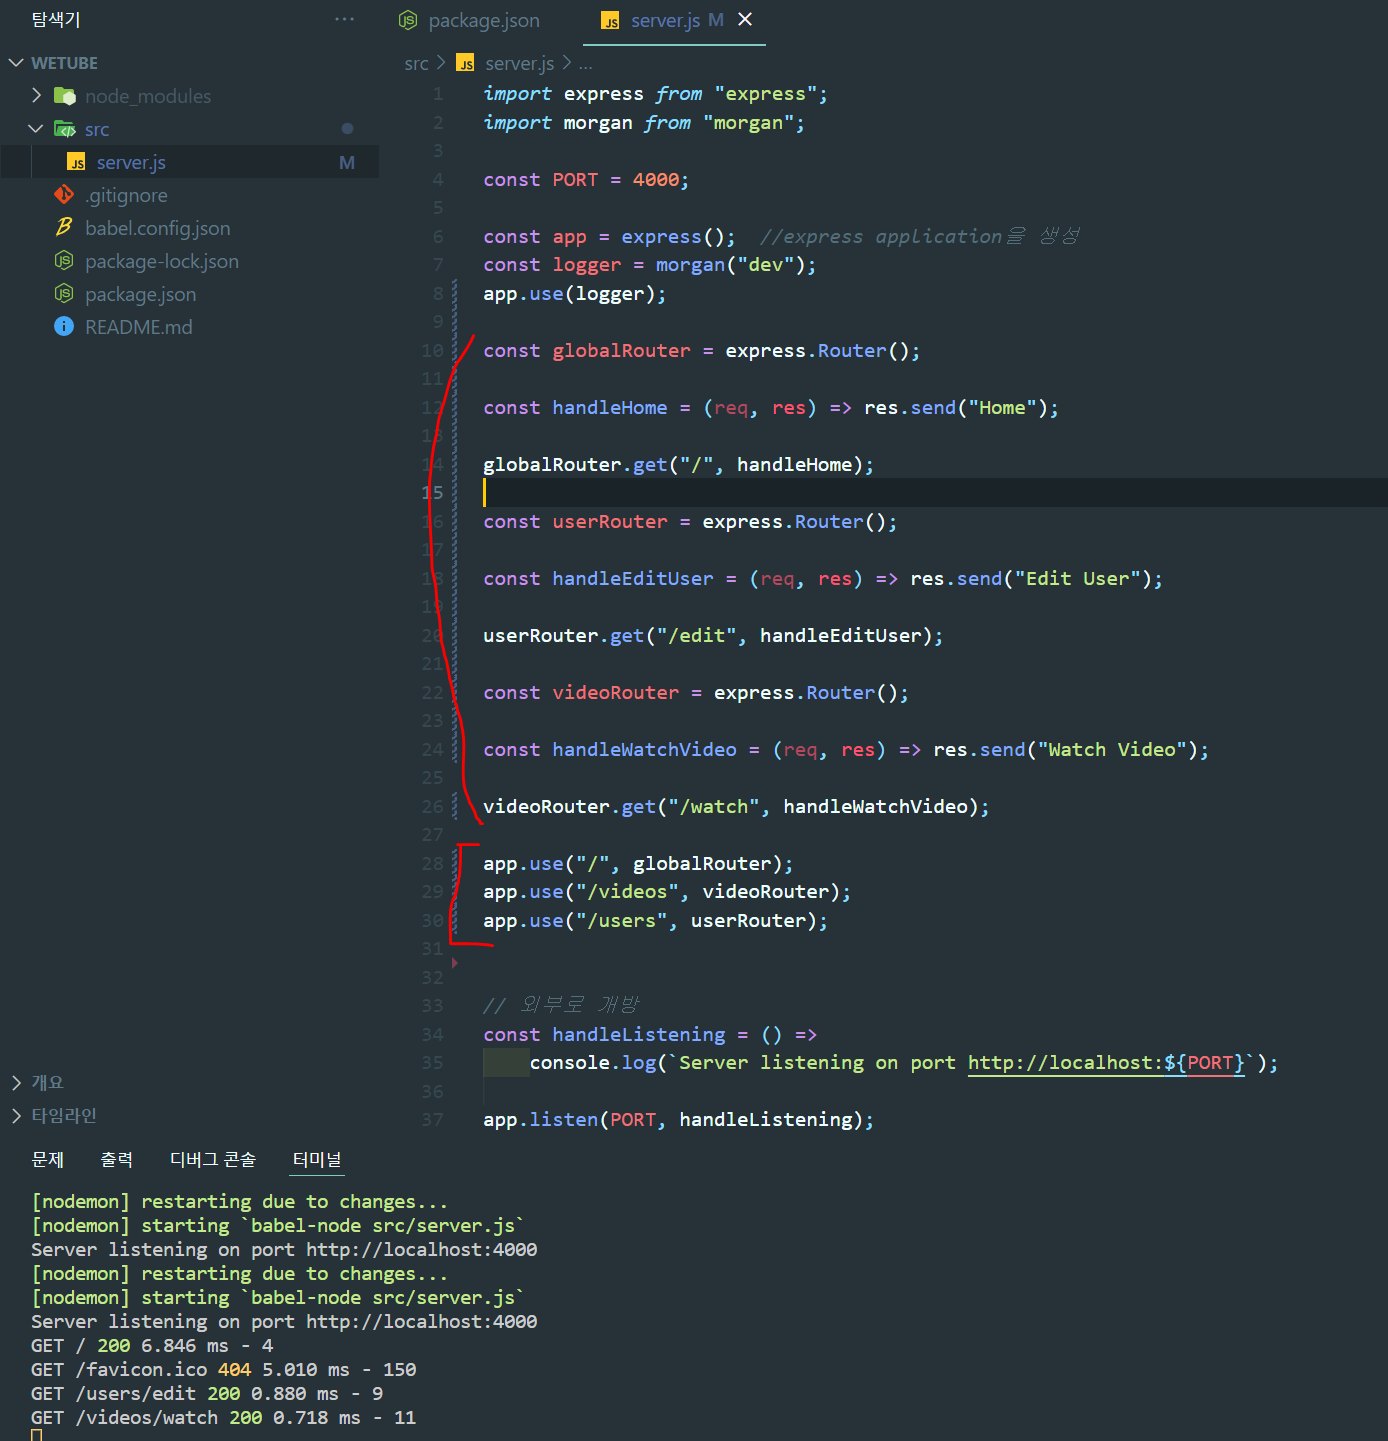 탐색기 ···
WETUBE
node_modules
src
server.js M
.gitignore
babel.config.json
package-lock.json
package.json
README.md
개요
타임라인
package.json server.js M
src > server.js > ...
1 import express from "express";
2 import morgan from "morgan";
3
4 const PORT = 4000;
5
6 const app = express(); //express application을 생성
7 const logger = morgan("dev");
8 app.use(logger);
9
10 const globalRouter = express.Router();
11
12 const handleHome = (req, res) => res.send("Home");
13
14 globalRouter.get("/", handleHome);
15
16 const userRouter = express.Router();
17
18 const handleEditUser = (req, res) => res.send("Edit User");
19
20 userRouter.get("/edit", handleEditUser);
21
22 const videoRouter = express.Router();
23
24 const handleWatchVideo = (req, res) => res.send("Watch Video");
25
26 videoRouter.get("/watch", handleWatchVideo);
27
28 app.use("/", globalRouter);
29 app.use("/videos", videoRouter);
30 app.use("/users", userRouter);
31
32
33 // 외부로 개방
34 const handleListening = () =>
35 console.log(`Server listening on port http://localhost:${PORT}`);
36
37 app.listen(PORT, handleListening);
문제 출력 디버그 콘솔 터미널
[nodemon] restarting due to changes...
[nodemon] starting `babel-node src/server.js`
Server listening on port http://localhost:4000
[nodemon] restarting due to changes...
[nodemon] starting `babel-node src/server.js`
Server listening on port http://localhost:4000
GET / 200 6.846 ms - 4
GET /favicon.ico 404 5.010 ms - 150
GET /users/edit 200 0.880 ms - 9
GET /videos/watch 200 0.718 ms - 11